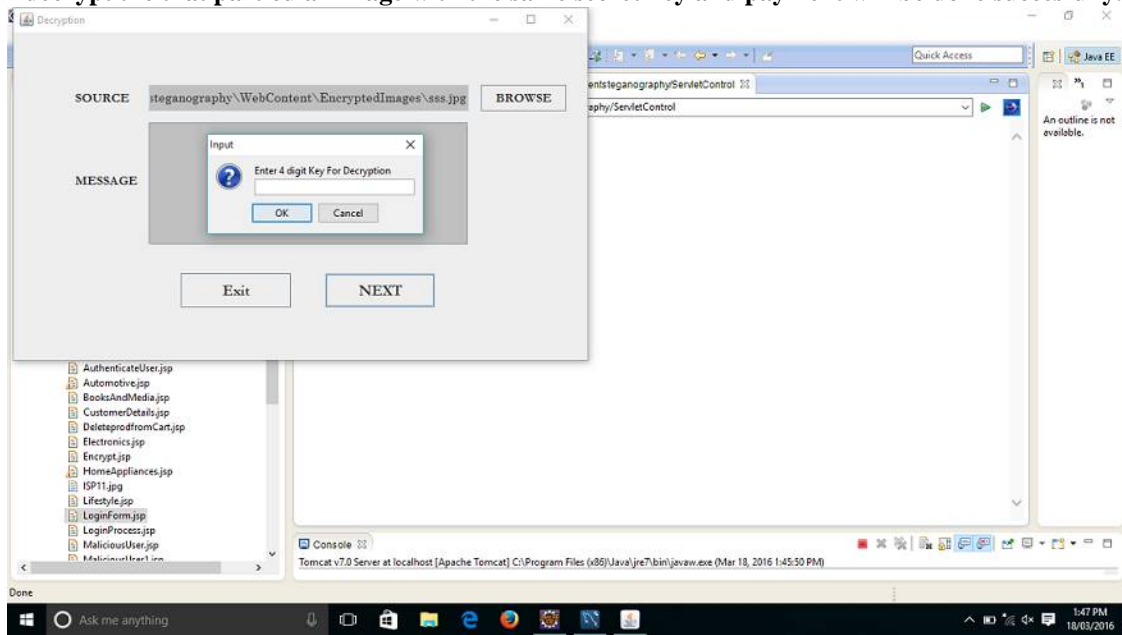 Decryption
SOURCE
steganography\WebContent\EncryptedImages\sss.jpg
BROWSE
MESSAGE
Input
Enter 4 digit Key For Decryption
OK
Cancel
Exit
NEXT
Quick Access
Java EE
entsteganography/ServletControl
aphy/ServletControl
An outline is not
available.
AuthenticateUser.jsp
Automotive.jsp
BooksAndMedia.jsp
CustomerDetails.jsp
DeleteprodfromCart.jsp
Electronics.jsp
Encrypt.jsp
HomeAppliances.jsp
ISP11.jpg
Lifestyle.jsp
LoginForm.jsp
LoginProcess.jsp
MaliciousUser.jsp
MaliciousUser1.jsp
Console
Tomcat v7.0 Server at localhost [Apache Tomcat] C:\Program Files (x86)\Java\jre7\bin\javaw.exe (Mar 18, 2016 1:45:50 PM)
Done
Ask me anything
1:47 PM
18/03/2016